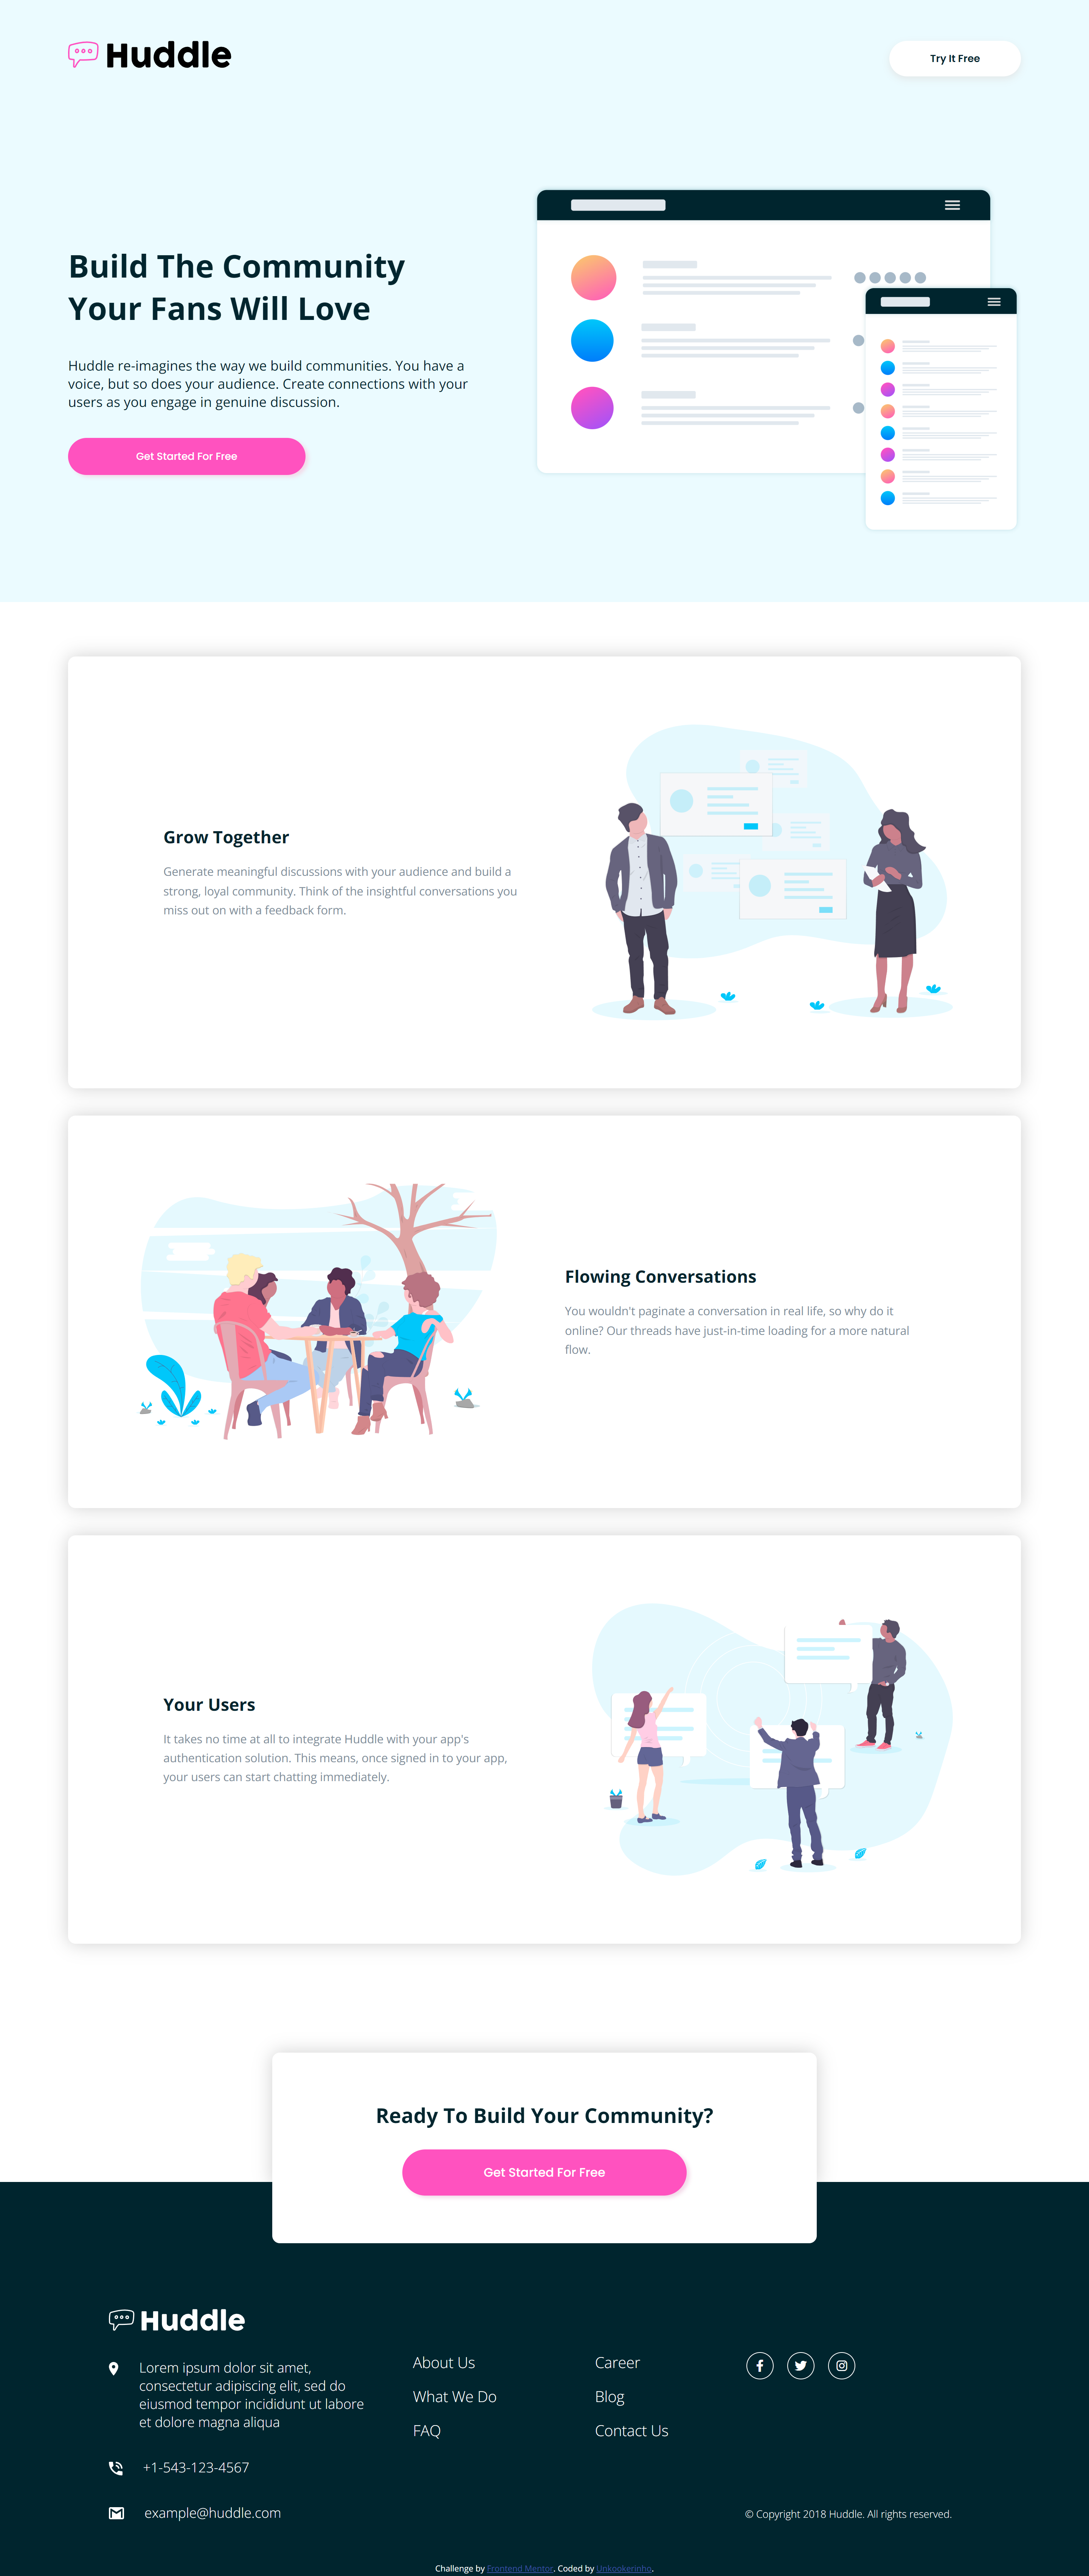 Huddle
Try It Free
Build The Community
Your Fans Will Love
Huddle re-imagines the way we build communities. You have a
voice, but so does your audience. Create connections with your
users as you engage in genuine discussion.
Get Started For Free
Grow Together
Generate meaningful discussions with your audience and build a
strong, loyal community. Think of the insightful conversations you
miss out on with a feedback form.
Flowing Conversations
You wouldn't paginate a conversation in real life, so why do it
online? Our threads have just-in-time loading for a more natural
flow.
Your Users
It takes no time at all to integrate Huddle with your app's
authentication solution. This means, once signed in to your app,
your users can start chatting immediately.
Ready To Build Your Community?
Get Started For Free
Huddle
Lorem ipsum dolor sit amet,
consectetur adipiscing elit, sed do
eiusmod tempor incididunt ut labore
et dolore magna aliqua
+1-543-123-4567
example@huddle.com
About Us
What We Do
FAQ
Career
Blog
Contact Us
© Copyright 2018 Huddle. All rights reserved.
Challenge by Frontend Mentor. Coded by Unkookerinho.